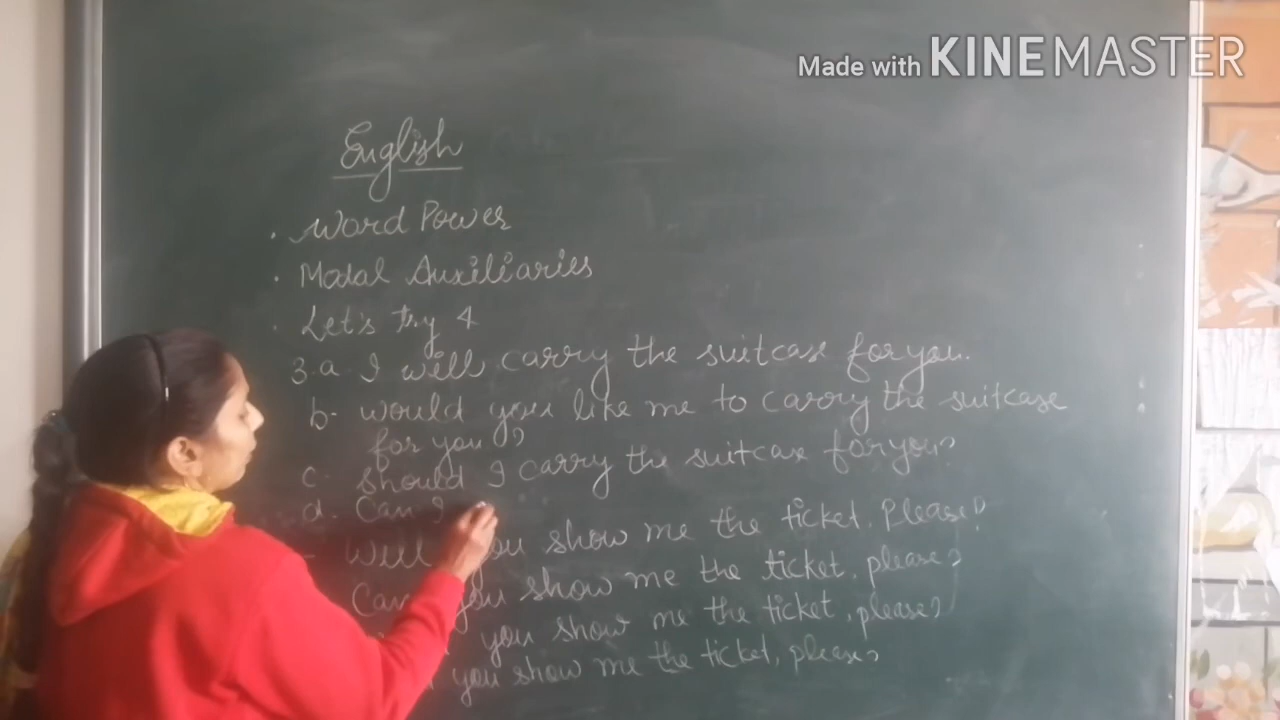 Made with KINEMASTER
English
. Word Power
. Modal Auxiliaries
. Let's try 4
3.a. I will carry the suitcase for you.
b- would you like me to carry the suitcase
for you?
c. Should I carry the suitcase for you?
d. Can I
Will you show me the ticket, Please?
Can you show me the ticket, please?
you show me the ticket, please?
you show me the ticket, please?